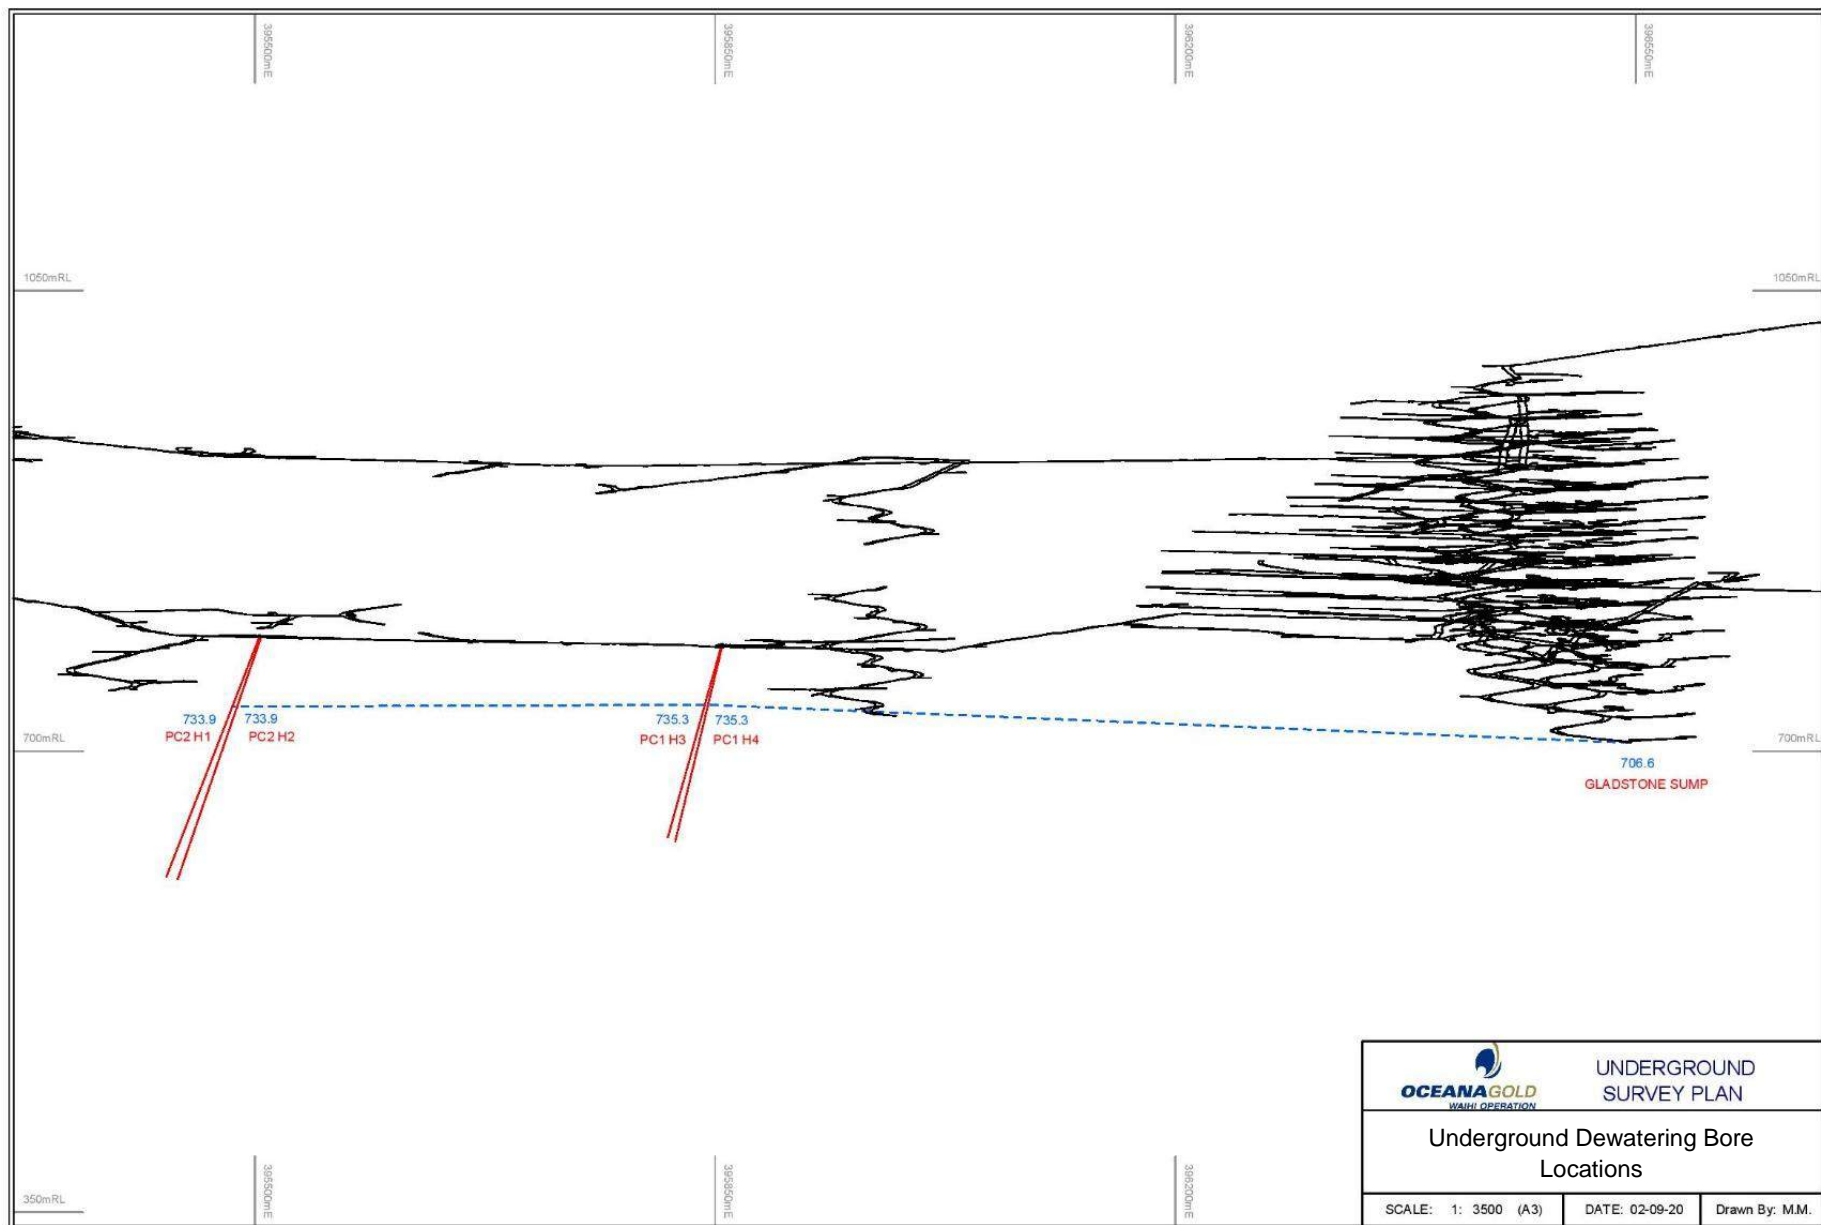 395500mE
395850mE
396200mE
396550mE
1050mRL
1050mRL
733.9
733.9
735.3
735.3
PC2 H1
PC2 H2
PC1 H3
PC1 H4
700mRL
700mRL
706.6
GLADSTONE SUMP
OCEANAGOLD
WAIHI OPERATION
UNDERGROUND
SURVEY PLAN
Underground Dewatering Bore
Locations
350mRL
395500mE
395850mE
396200mE
SCALE: 1: 3500 (A3)
DATE: 02-09-20
Drawn By: M.M.